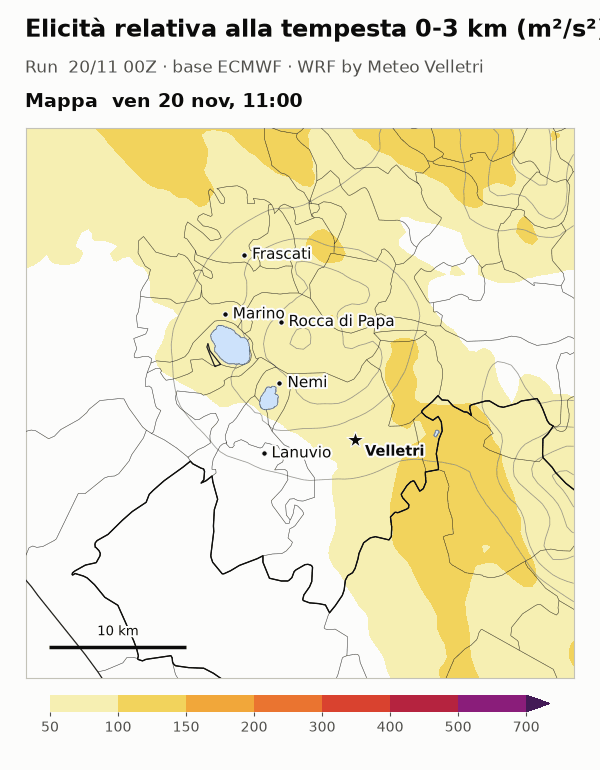 Elicità relativa alla tempesta 0-3 km (m²/s²)
Run  20/11 00Z · base ECMWF · WRF by Meteo Velletri
Mappa  ven 20 nov, 11:00
Frascati
Marino
Rocca di Papa
Nemi
Velletri
Lanuvio
10 km
50 100 150 200 300 400 500 700